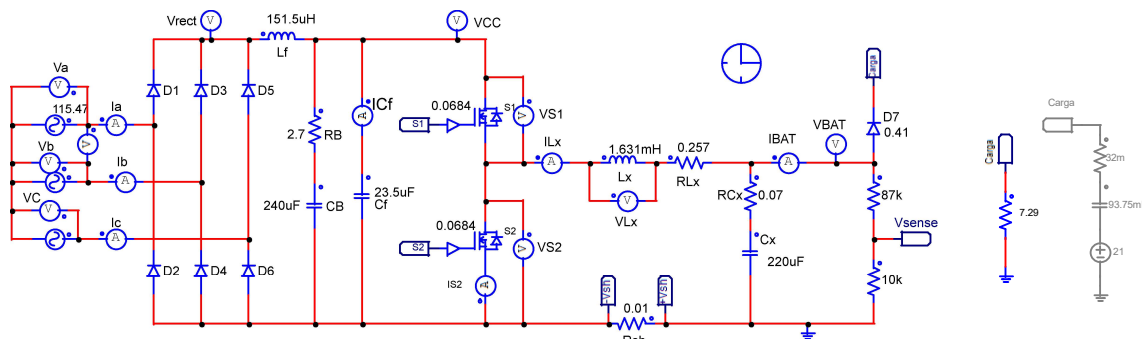 151.5uH
Vrect
V
VCC
V
Lf
Va
V
D1
D3
D5
115.47
Ia
A
V
Vb
V
Ib
A
VC
V
Ic
A
D2
D4
D6
2.7
RB
240uF
CB
ICf
A
23.5uF
Cf
0.0684
S1
S1
VS1
V
0.0684
S2
S2
VS2
V
IS2
A
ILx
A
1.631mH
Lx
V
VLx
0.257
RLx
RCx
0.07
Cx
220uF
IBAT
A
VBAT
V
Carga
D7
0.41
87k
Vsense
10k
-Vsh
+Vsh
0.01
Carga
7.29
Carga
32m
93.75m
21